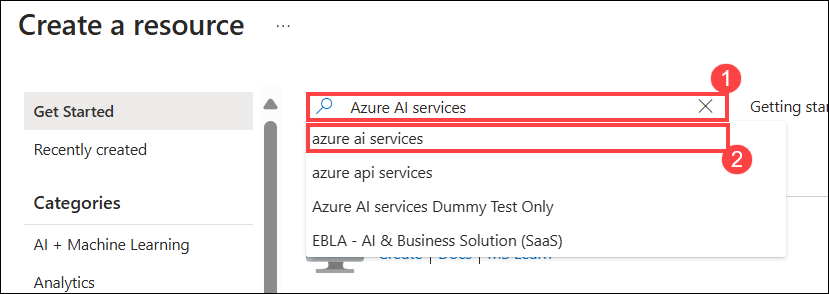 Create a resource ...
Get Started
Recently created
Categories
AI + Machine Learning
Analytics
1
Azure AI services
Getting star
azure ai services
2
azure api services
Azure AI services Dummy Test Only
EBLA - AI & Business Solution (SaaS)
Create | Docs | MS Learn